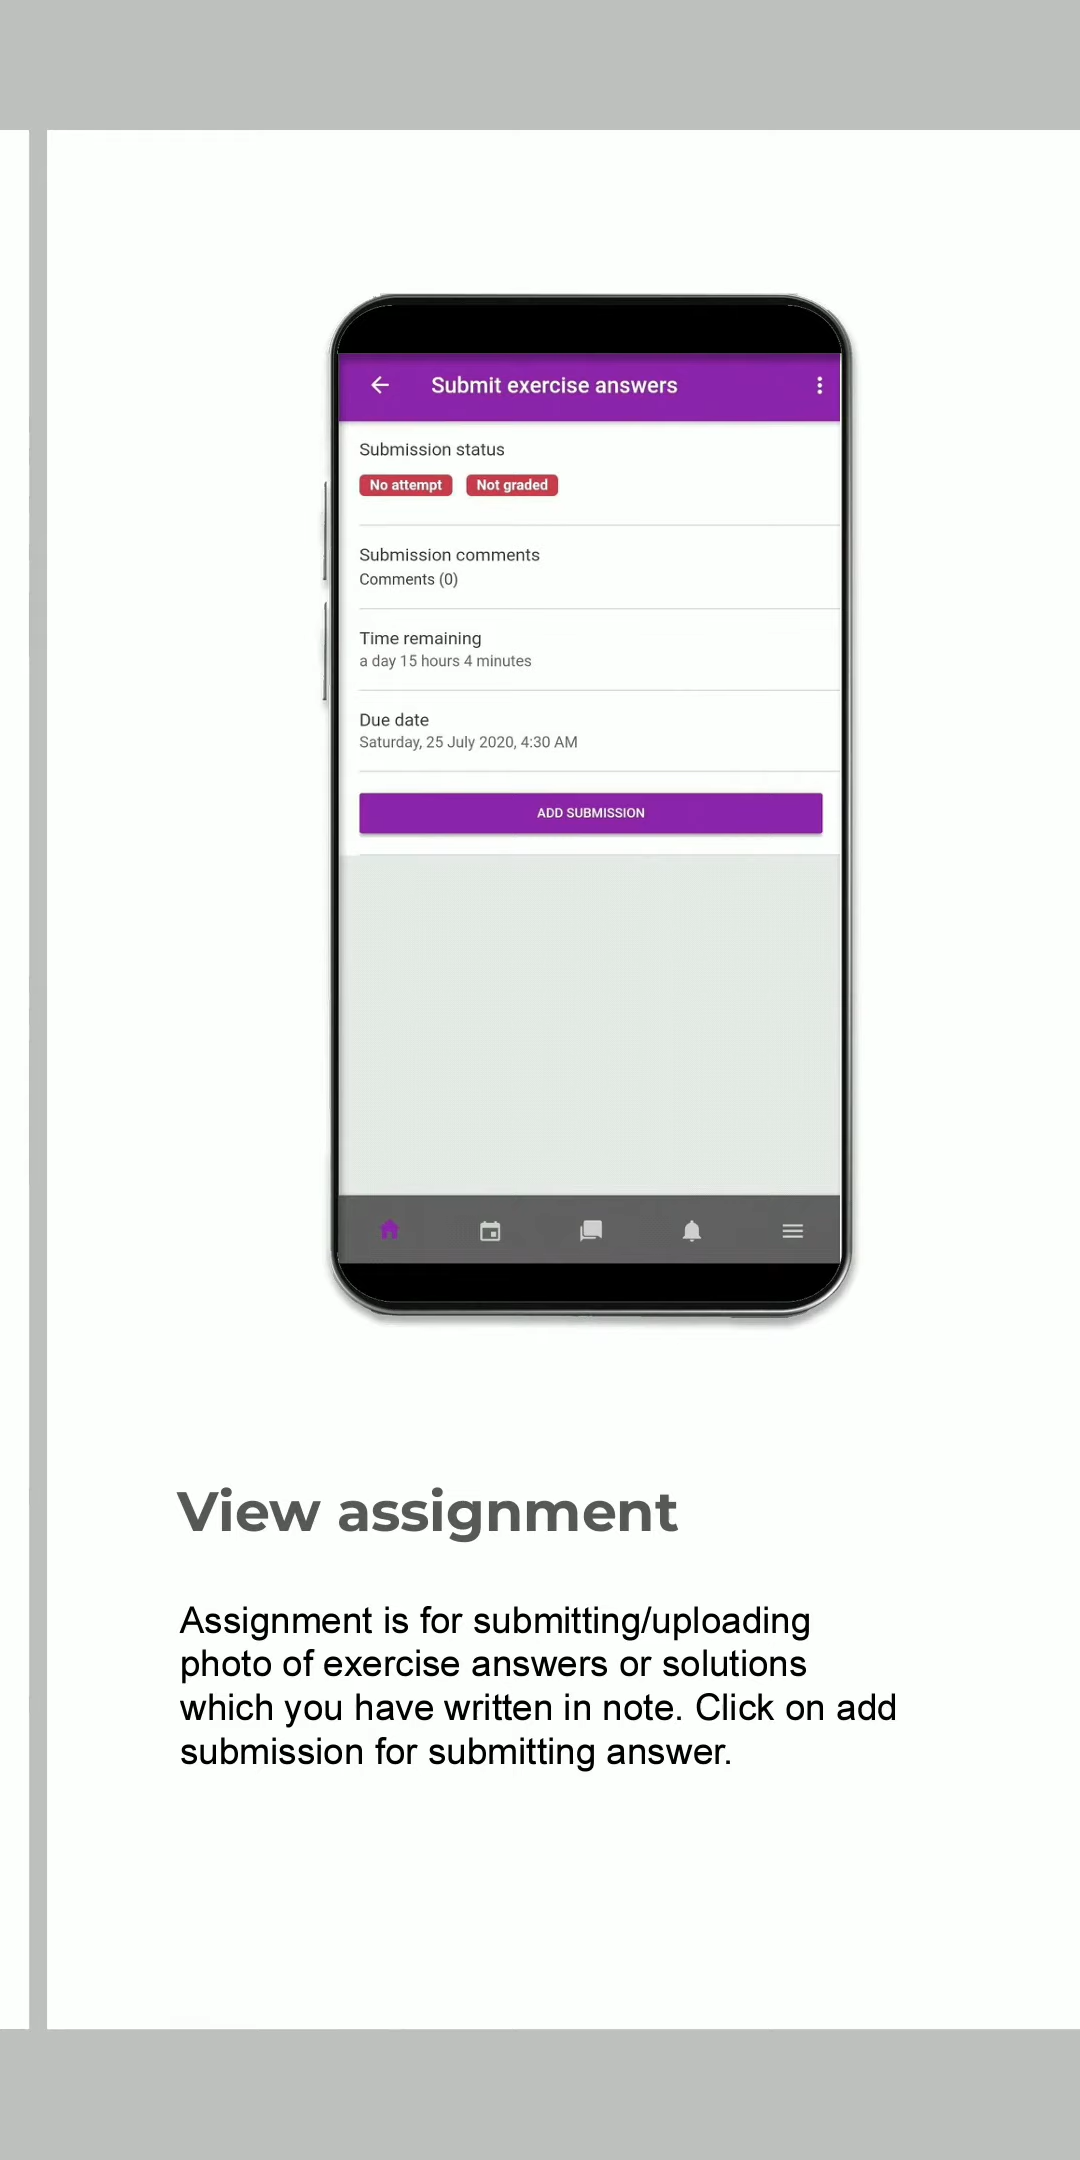 Submit exercise answers
Submission status
No attempt Not graded
Submission comments
Comments (0)
Time remaining
a day 15 hours 4 minutes
Due date
Saturday, 25 July 2020, 4:30 AM
ADD SUBMISSION
View assignment
Assignment is for submitting/uploading
photo of exercise answers or solutions
which you have written in note. Click on add
submission for submitting answer.